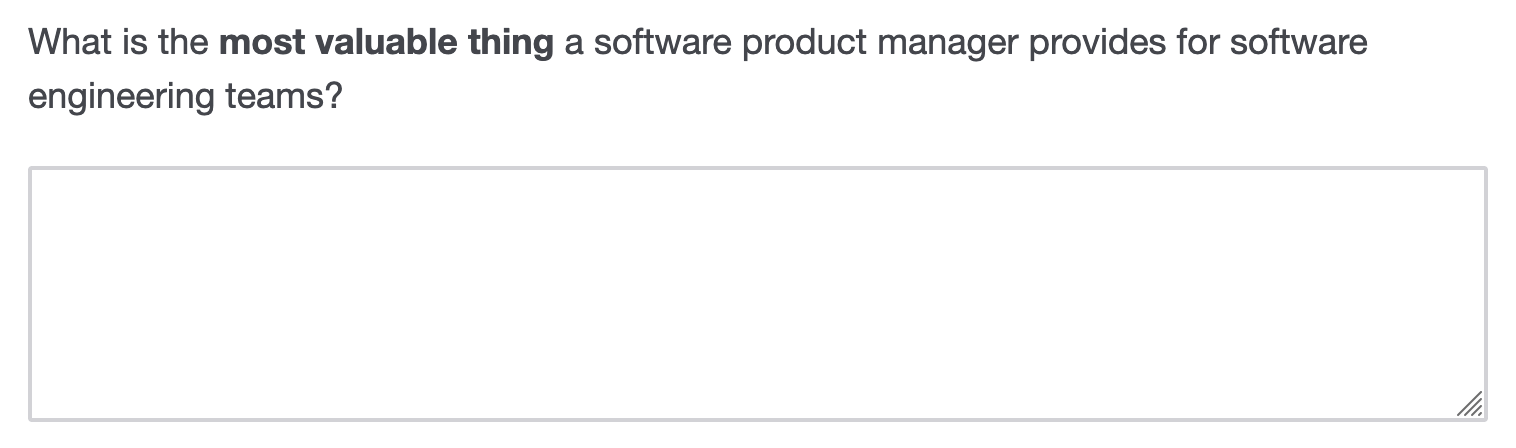 What is the most valuable thing a software product manager provides for software
engineering teams?